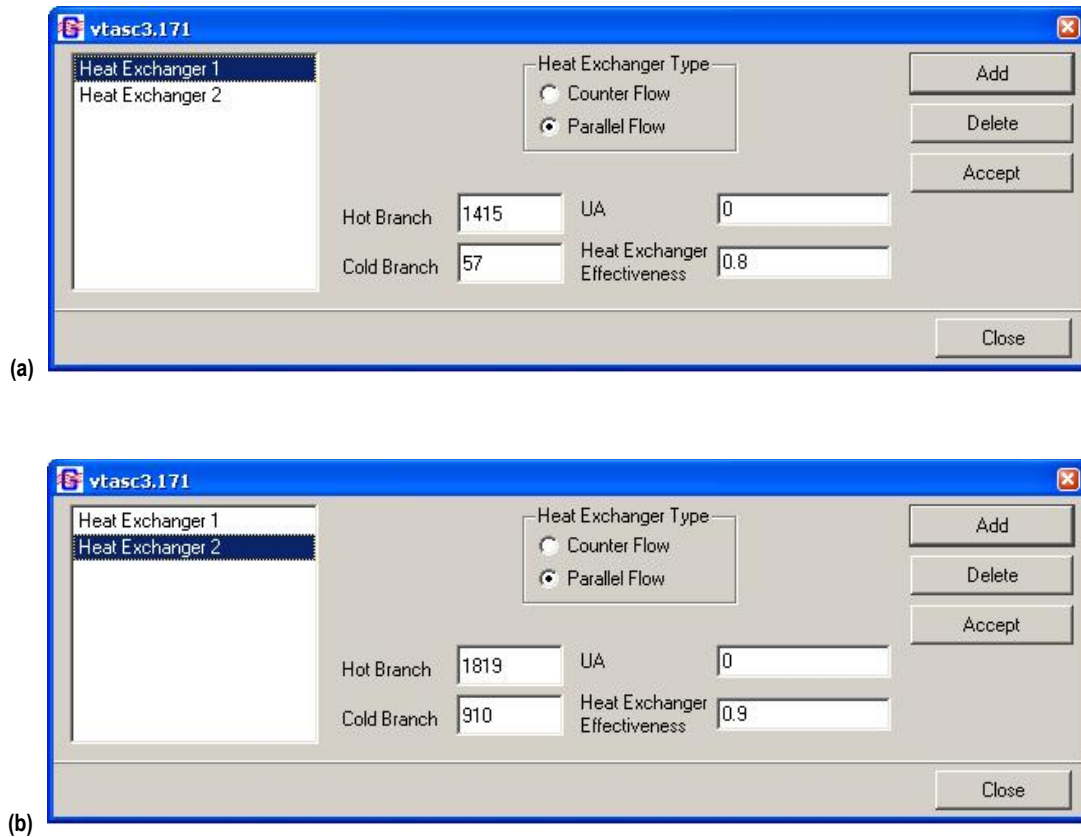 vtasc3.171
Heat Exchanger 1
Heat Exchanger 2
Heat Exchanger Type
Counter Flow
Parallel Flow
Add
Delete
Accept
Hot Branch 1415 UA 0
Cold Branch 57 Heat Exchanger Effectiveness 0.8
Close
(a)
vtasc3.171
Heat Exchanger 1
Heat Exchanger 2
Heat Exchanger Type
Counter Flow
Parallel Flow
Add
Delete
Accept
Hot Branch 1819 UA 0
Cold Branch 910 Heat Exchanger Effectiveness 0.9
Close
(b)